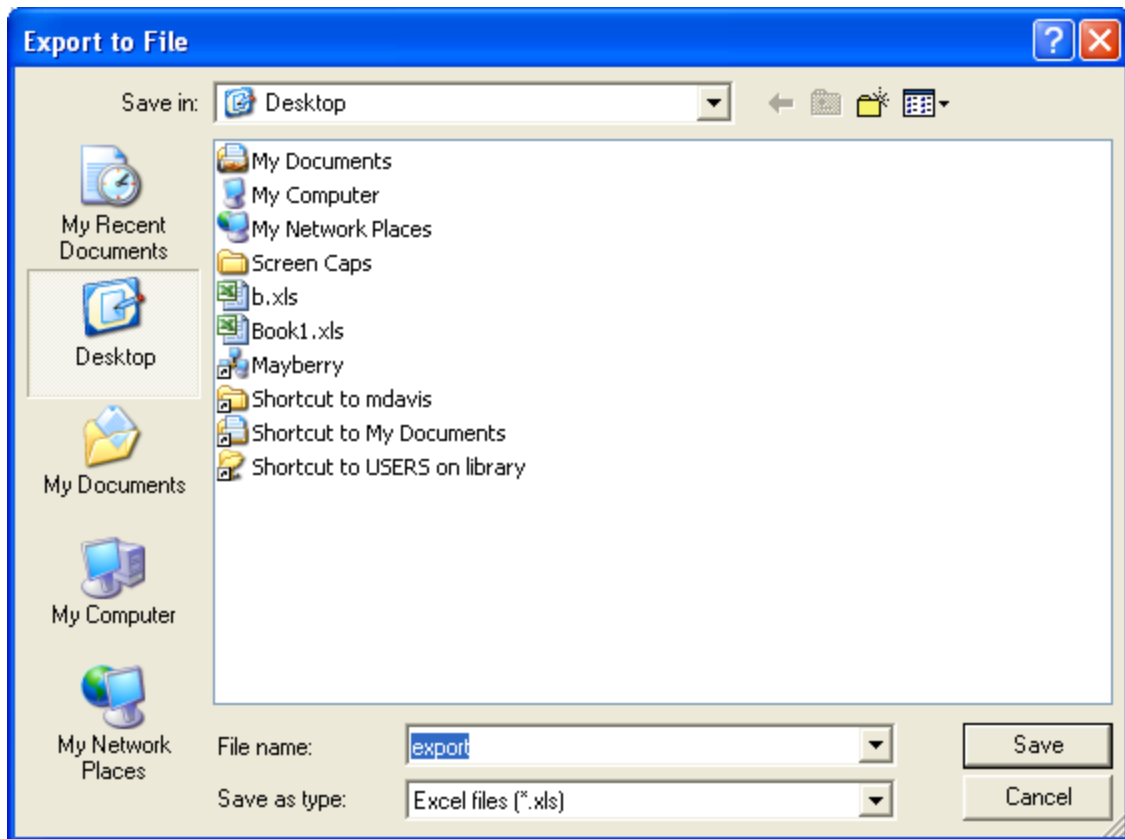 Export to File
Save in:
Desktop
My Recent
Documents
Desktop
My Documents
My Computer
My Network
Places
My Documents
My Computer
My Network Places
Screen Caps
b.xls
Book1.xls
Mayberry
Shortcut to mdavis
Shortcut to My Documents
Shortcut to USERS on library
File name:
export
Save
Save as type:
Excel files (*.xls)
Cancel